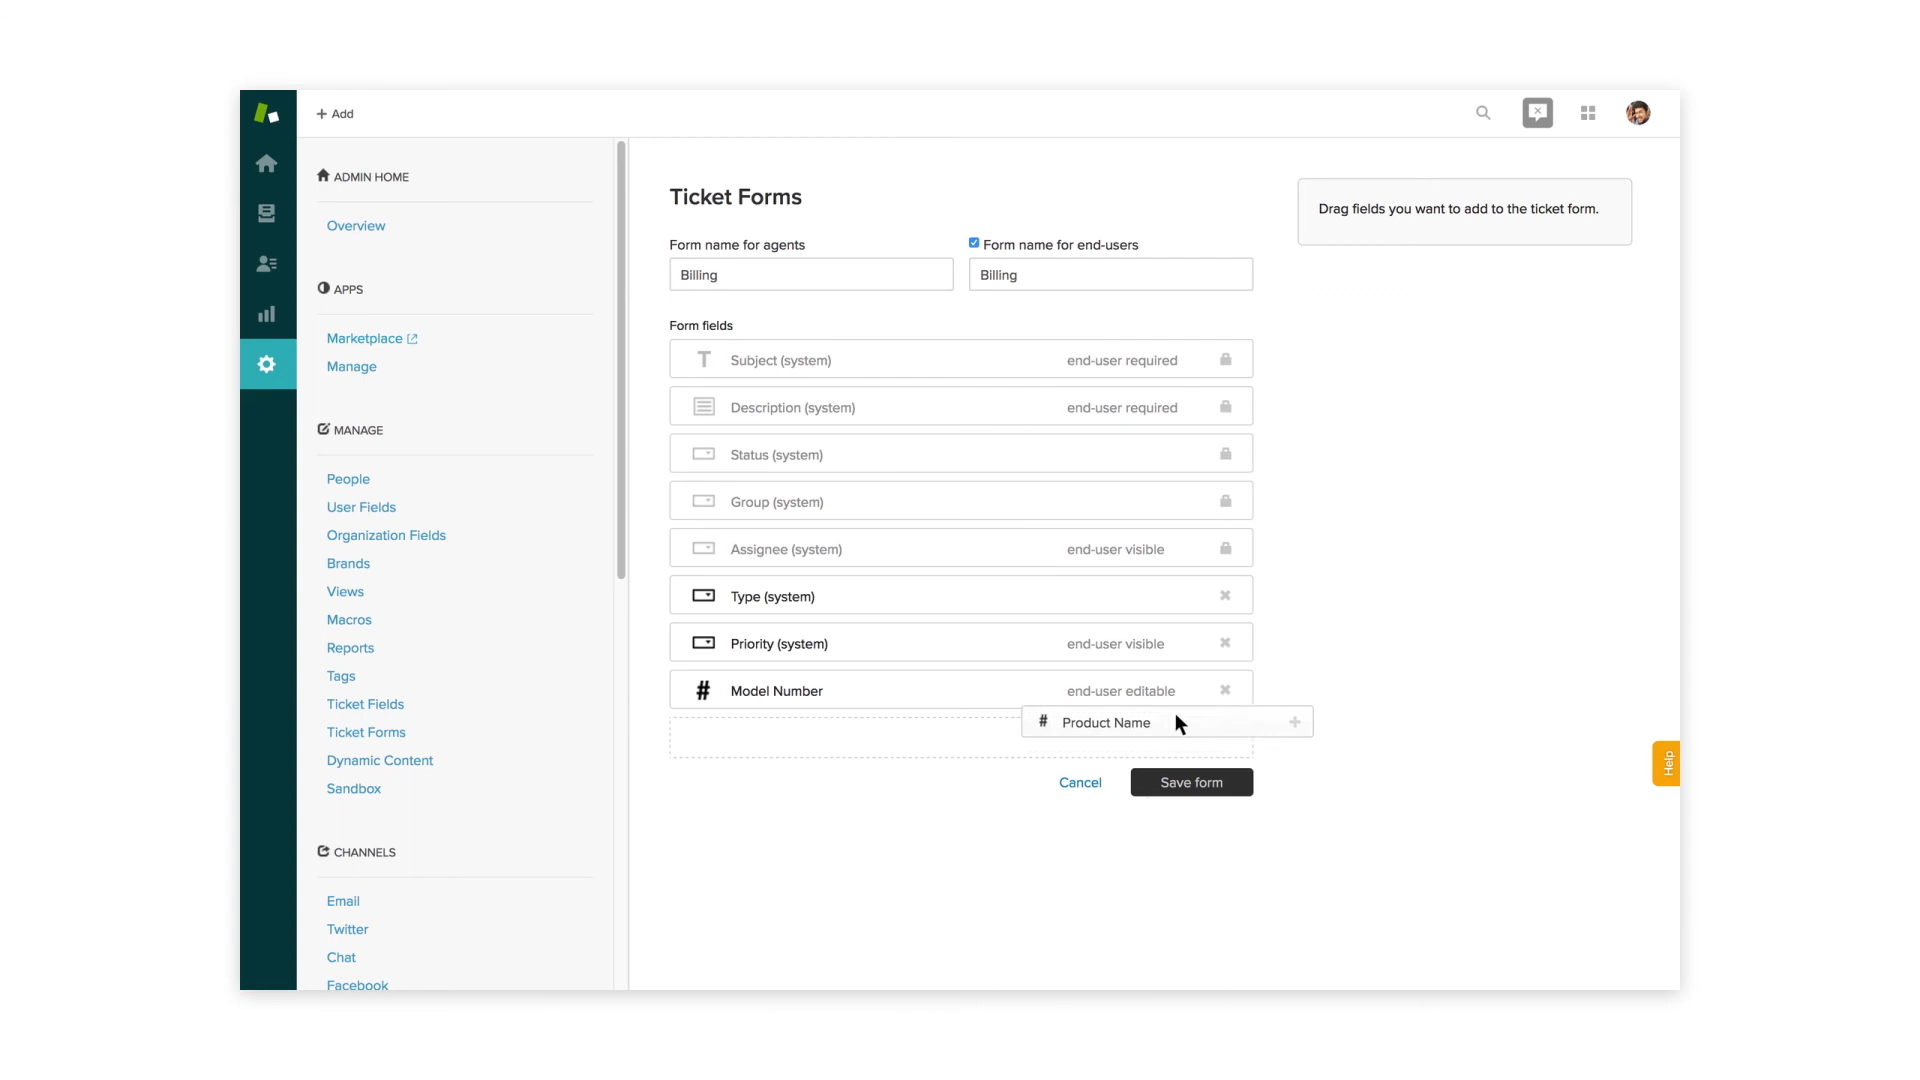 + Add
ADMIN HOME
Overview
APPS
Marketplace
Manage
MANAGE
People
User Fields
Organization Fields
Brands
Views
Macros
Reports
Tags
Ticket Fields
Ticket Forms
Dynamic Content
Sandbox
CHANNELS
Email
Twitter
Chat
Facebook
Ticket Forms
Form name for agents
Billing
Form name for end-users
Billing
Form fields
T Subject (system) end-user required
Description (system) end-user required
Status (system)
Group (system)
Assignee (system) end-user visible
Type (system)
Priority (system) end-user visible
# Model Number end-user editable
# Product Name +
Cancel
Save form
Drag fields you want to add to the ticket form.
Help